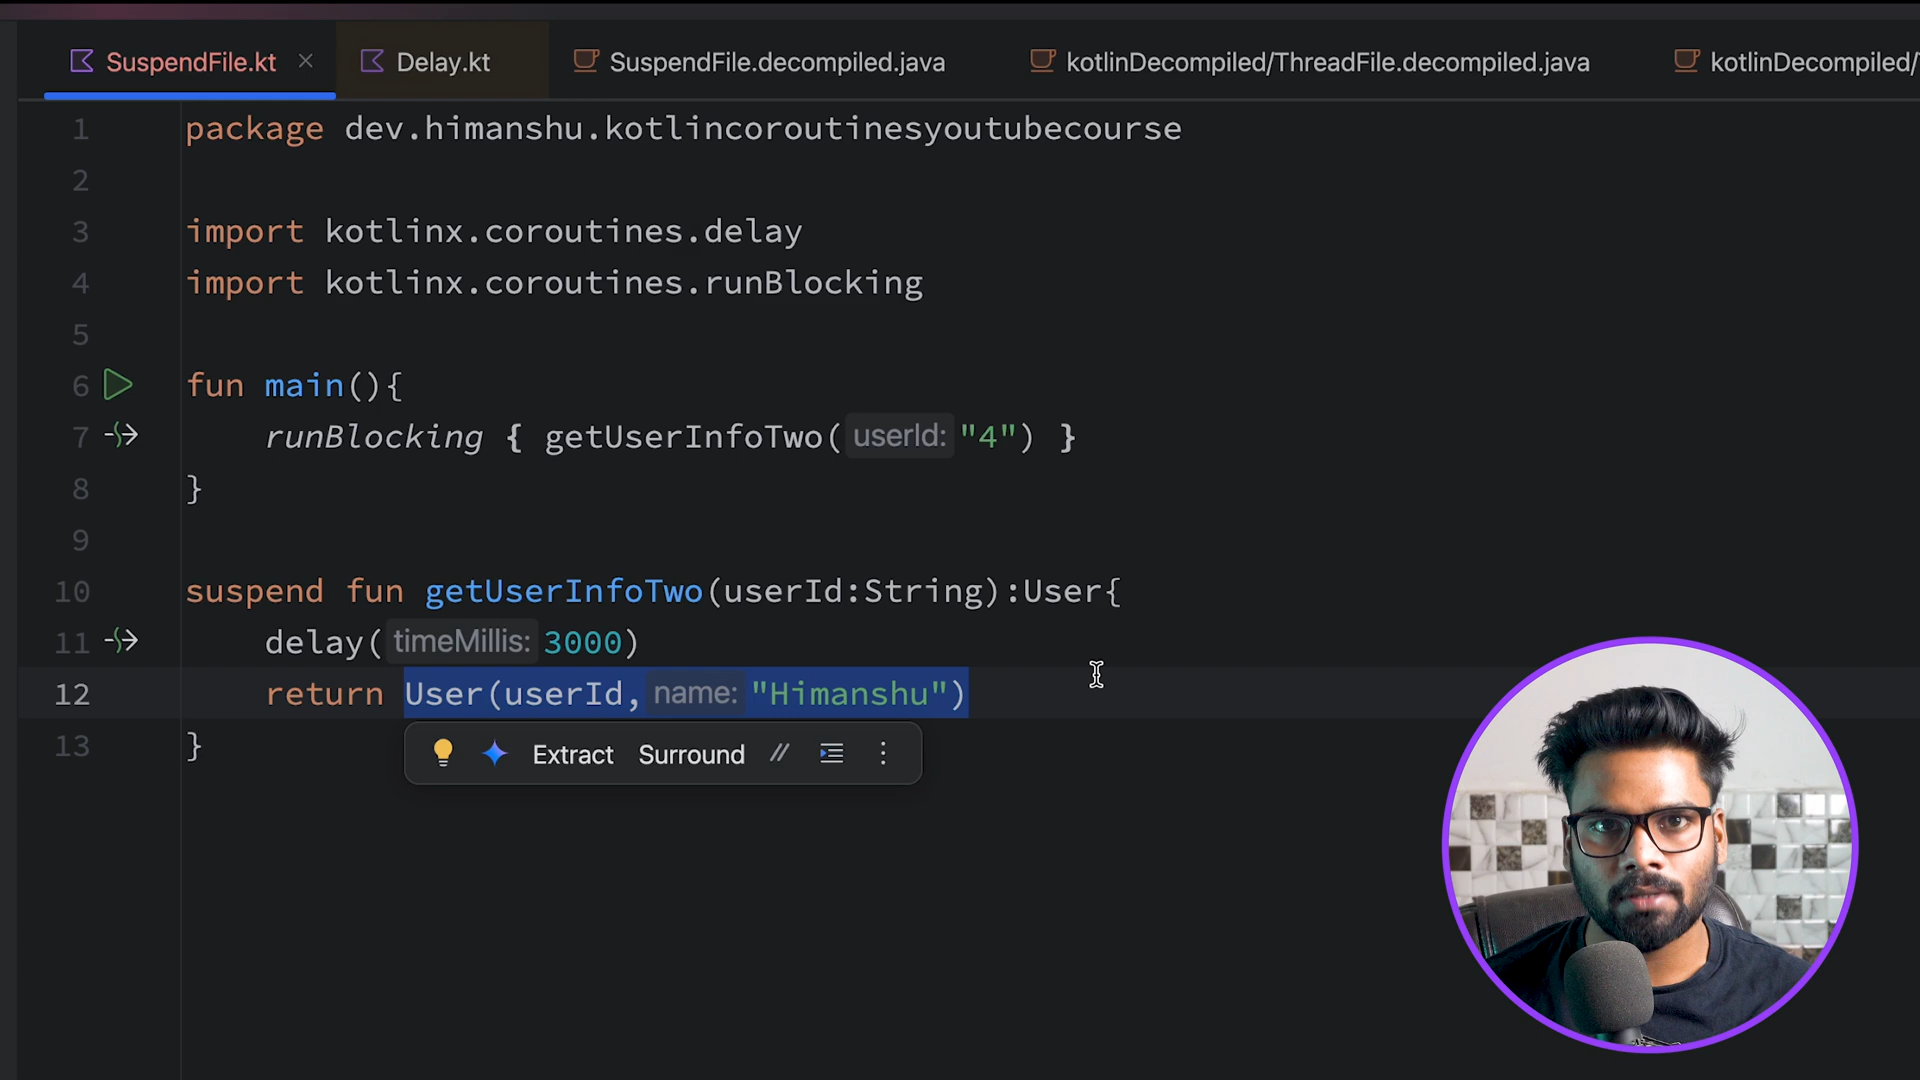 SuspendFile.kt × Delay.kt SuspendFile.decompiled.java kotlinDecompiled/ThreadFile.decompiled.java kotlinDecompiled/
1 package dev.himanshu.kotlincoroutinesyoutubecourse
2
3 import kotlinx.coroutines.delay
4 import kotlinx.coroutines.runBlocking
5
6 fun main(){
7 runBlocking { getUserInfoTwo( userId: "4") }
8 }
9
10 suspend fun getUserInfoTwo(userId:String):User{
11 delay( timeMillis: 3000)
12 return User(userId, name: "Himanshu")
13 }
Extract Surround //